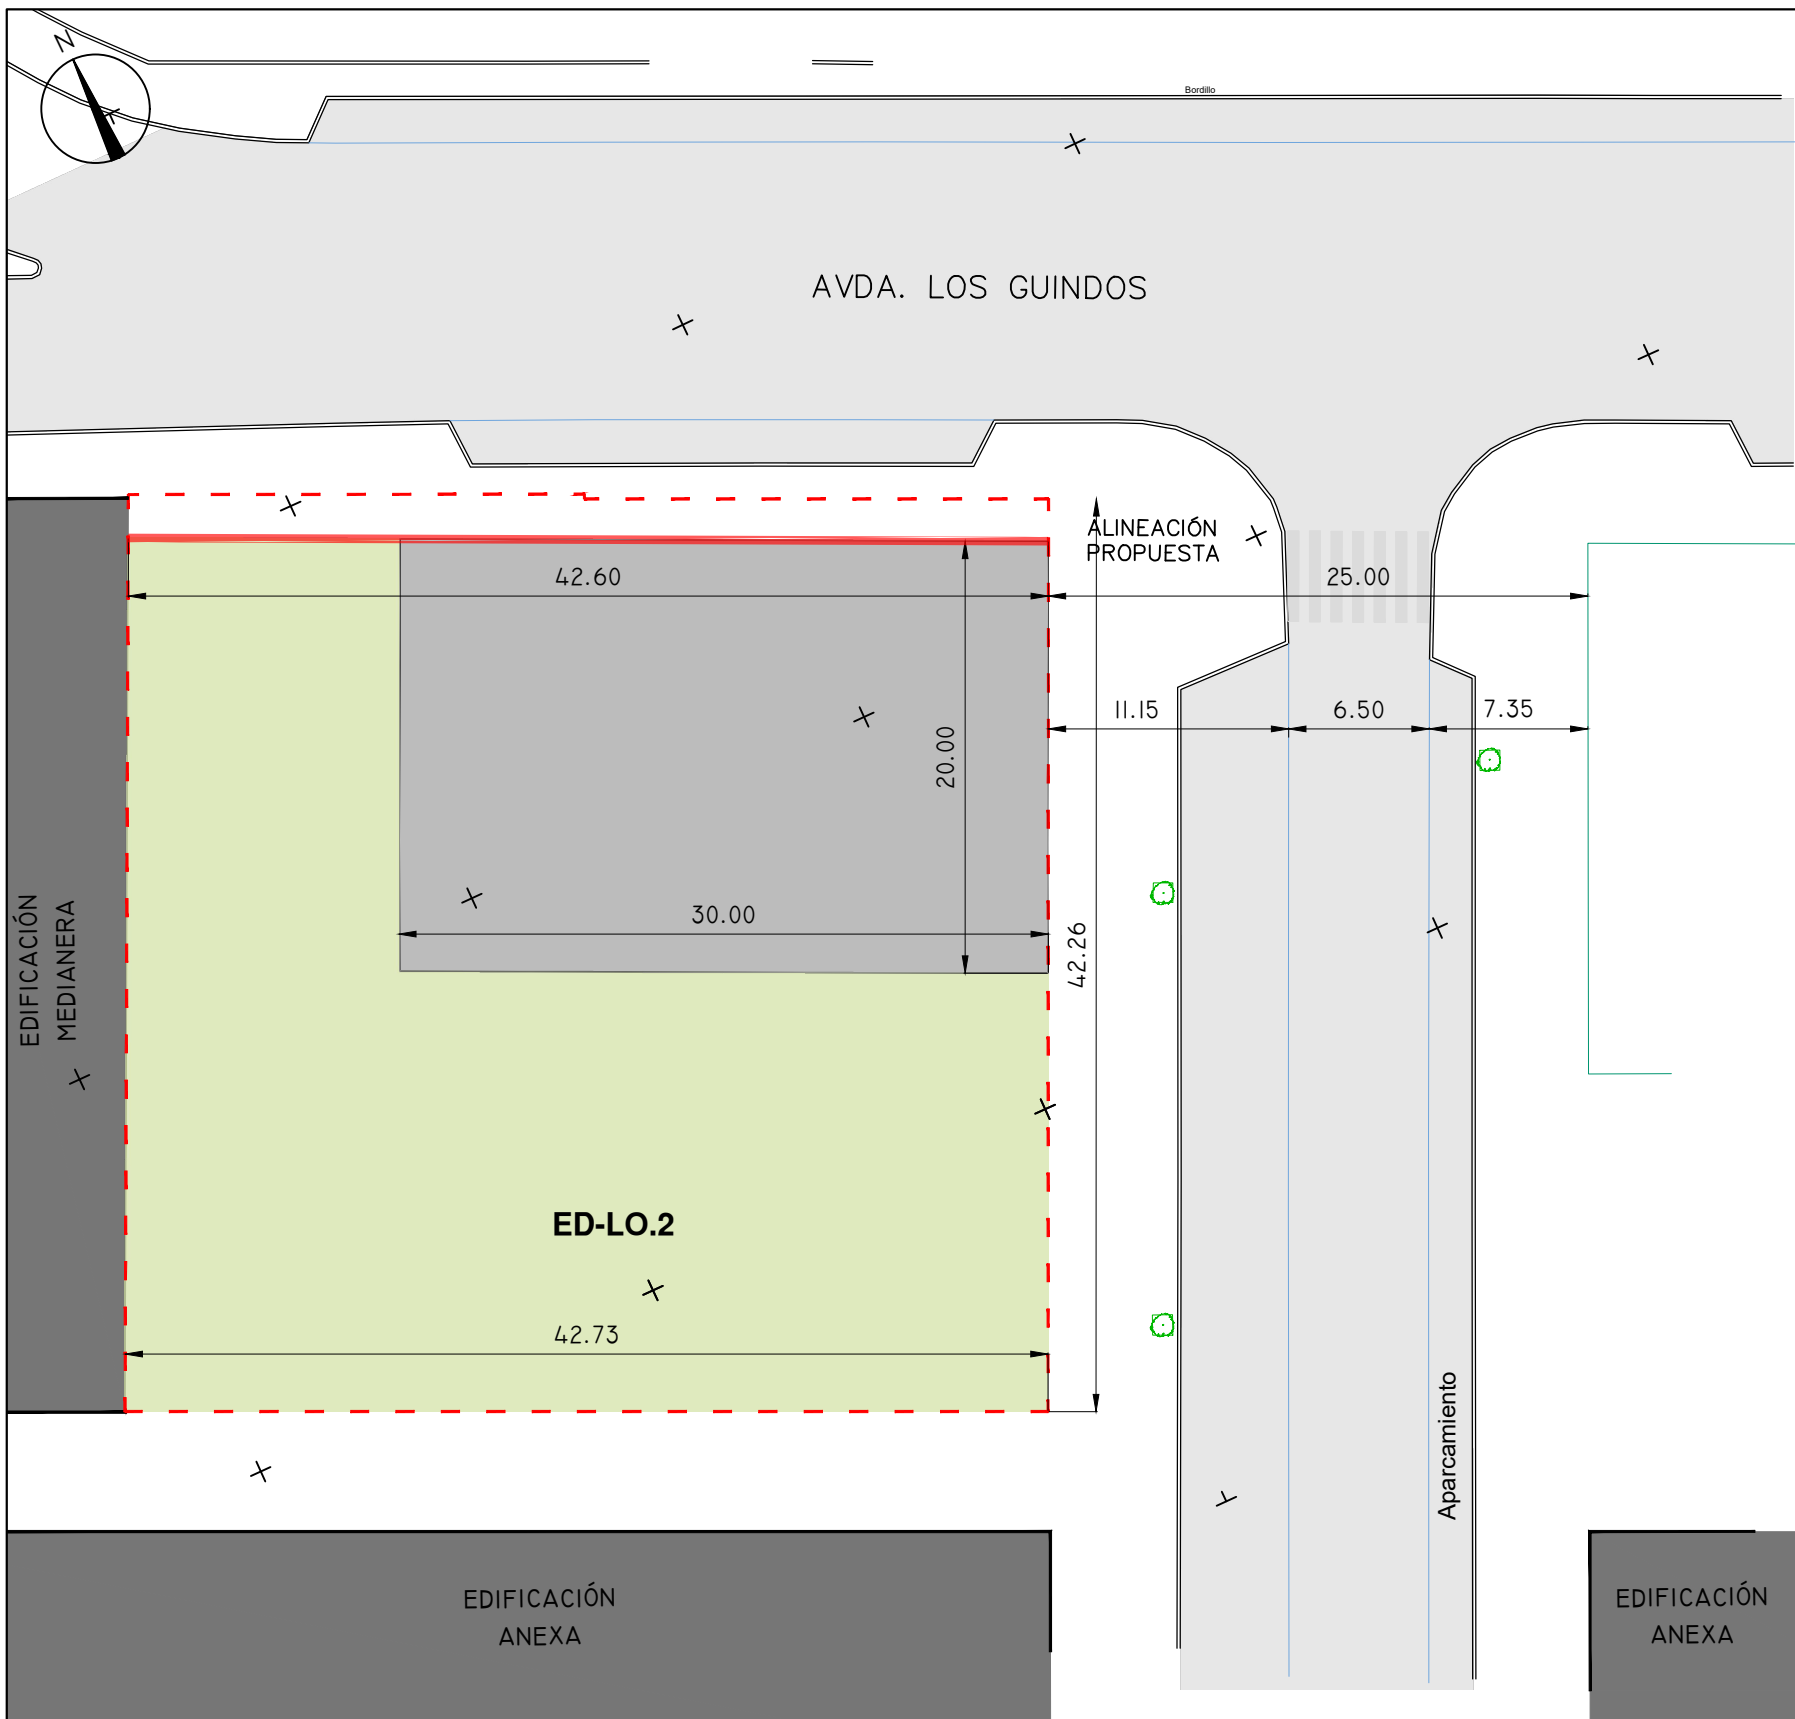 N
Bordillo
AVDA. LOS GUINDOS
ALINEACIÓN
PROPUESTA
42.60
25.00
11.15
6.50
7.35
20.00
30.00
42.26
EDIFICACIÓN
MEDIANERA
ED-LO.2
42.73
Aparcamiento
EDIFICACIÓN
ANEXA
EDIFICACIÓN
ANEXA